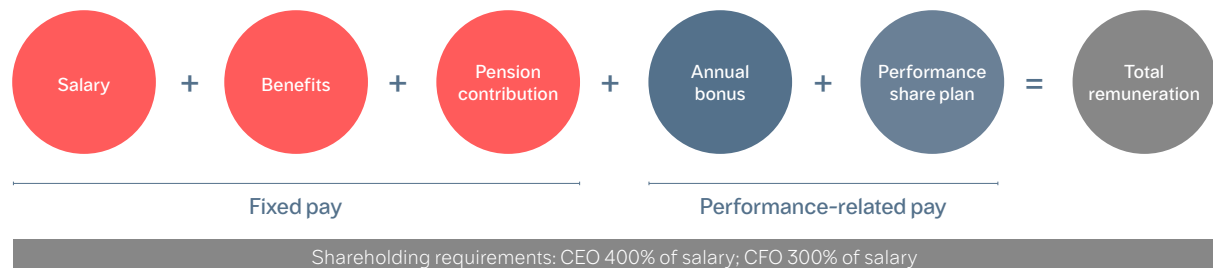 Salary + Benefits + Pension contribution + Annual bonus + Performance share plan = Total remuneration
Fixed pay
Performance-related pay
Shareholding requirements: CEO 400% of salary; CFO 300% of salary